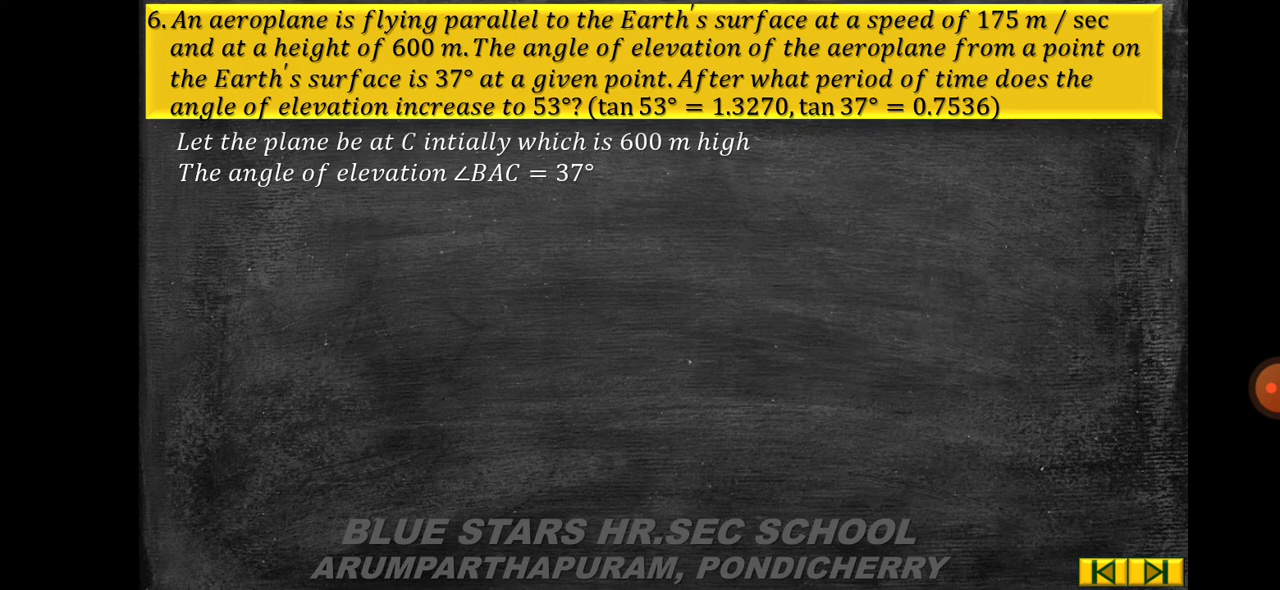 6. An aeroplane is flying parallel to the Earth's surface at a speed of 175 m / sec
and at a height of 600 m. The angle of elevation of the aeroplane from a point on
the Earth's surface is 37° at a given point. After what period of time does the
angle of elevation increase to 53°? (tan 53° = 1.3270, tan 37° = 0.7536)
Let the plane be at C intially which is 600 m high
The angle of elevation ∠BAC = 37°
BLUE STARS HR.SEC SCHOOL
ARUMPARTHAPURAM, PONDICHERRY